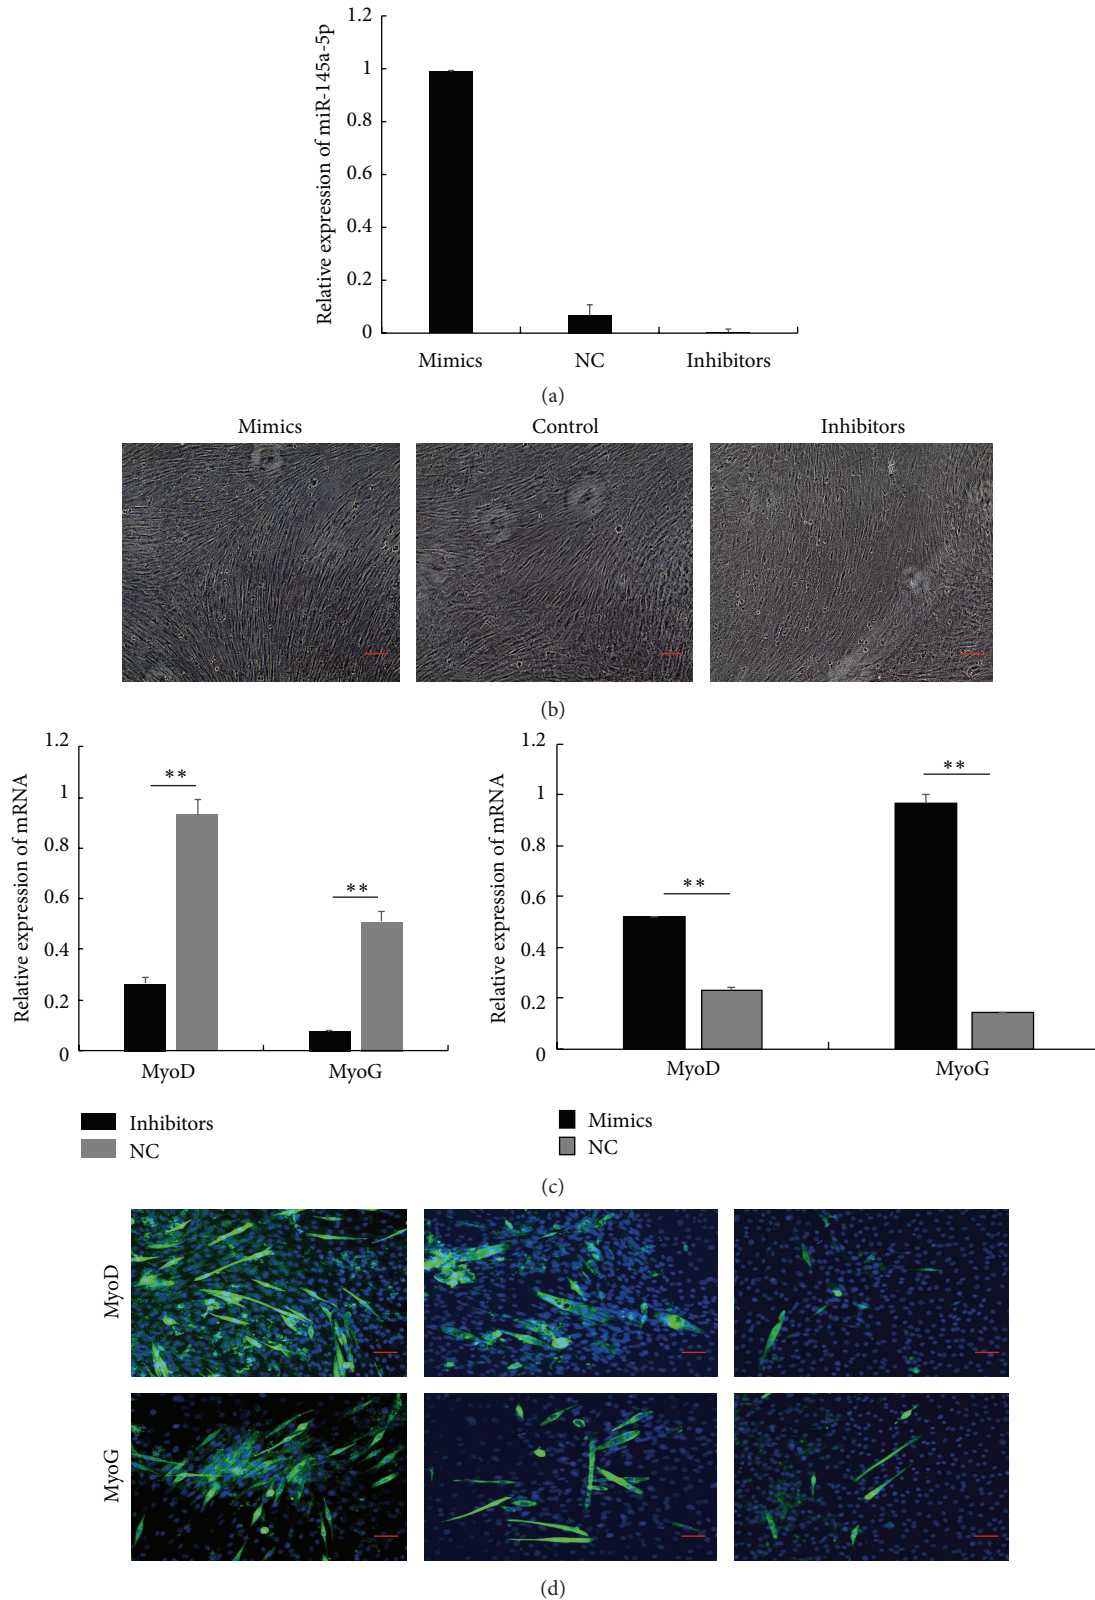 Relative expression of miR-145a-5p
1.2
1
0.8
0.6
0.4
0.2
0
Mimics NC Inhibitors
(a)
Mimics Control Inhibitors
(b)
Relative expression of mRNA
1.2
1
0.8
0.6
0.4
0.2
0
**
**
MyoD MyoG
Inhibitors
NC
Relative expression of mRNA
1.2
1
0.8
0.6
0.4
0.2
0
**
**
MyoD MyoG
Mimics
NC
(c)
MyoD
MyoG
(d)